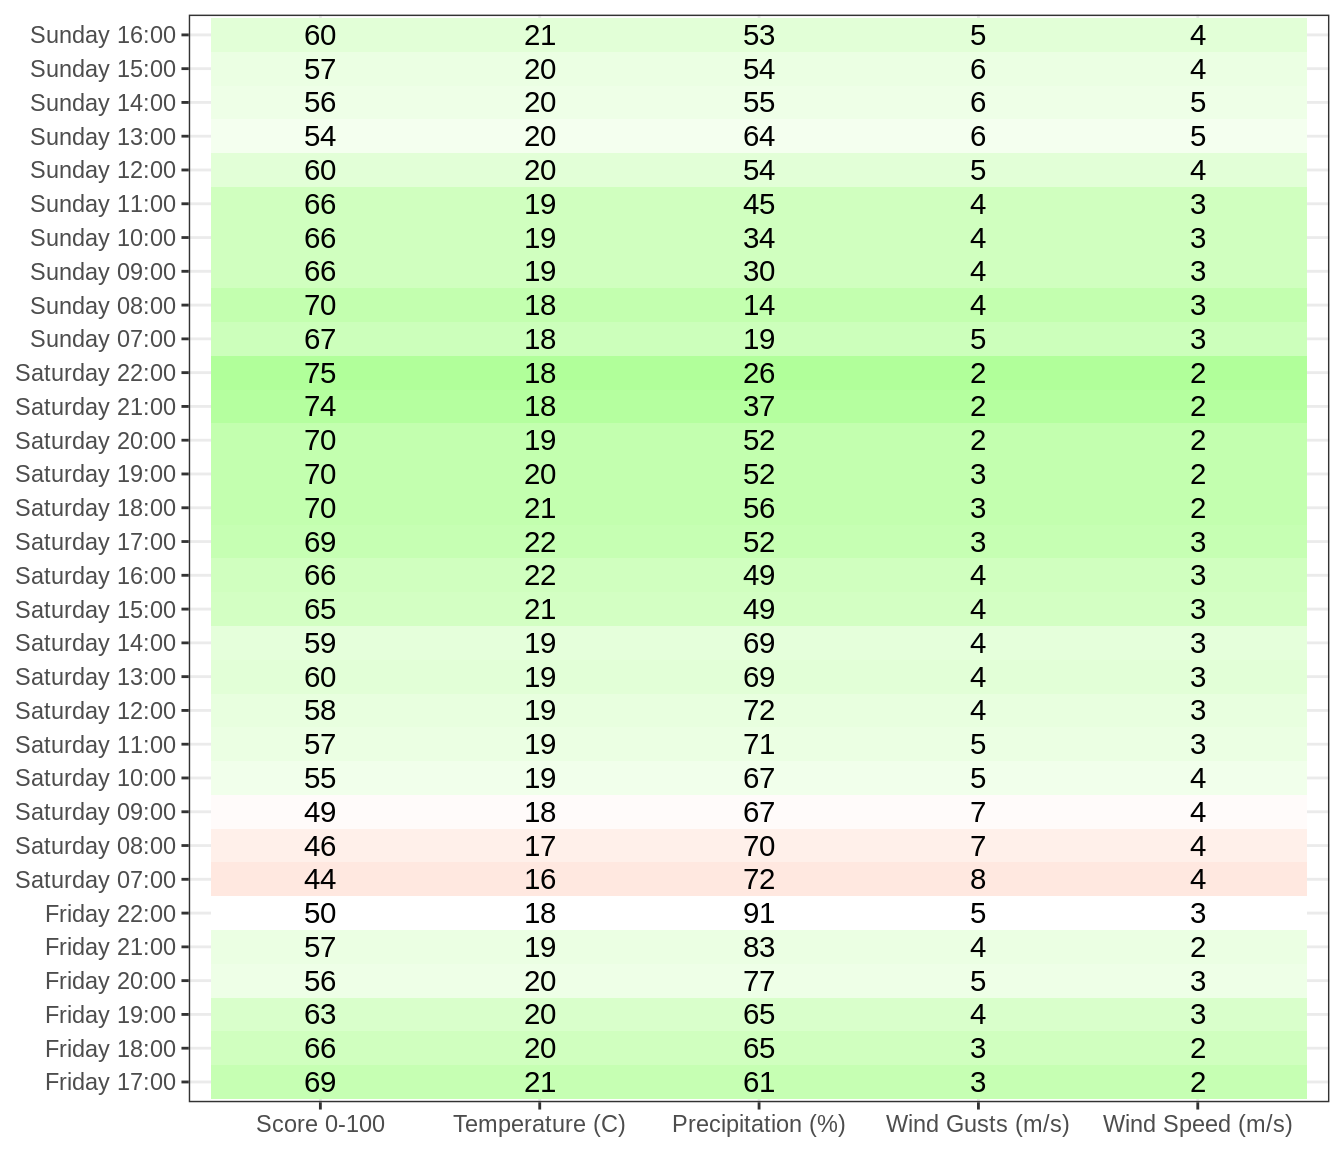 Sunday 16:00 60 21 53 5 4
Sunday 15:00 57 20 54 6 4
Sunday 14:00 56 20 55 6 5
Sunday 13:00 54 20 64 6 5
Sunday 12:00 60 20 54 5 4
Sunday 11:00 66 19 45 4 3
Sunday 10:00 66 19 34 4 3
Sunday 09:00 66 19 30 4 3
Sunday 08:00 70 18 14 4 3
Sunday 07:00 67 18 19 5 3
Saturday 22:00 75 18 26 2 2
Saturday 21:00 74 18 37 2 2
Saturday 20:00 70 19 52 2 2
Saturday 19:00 70 20 52 3 2
Saturday 18:00 70 21 56 3 2
Saturday 17:00 69 22 52 3 3
Saturday 16:00 66 22 49 4 3
Saturday 15:00 65 21 49 4 3
Saturday 14:00 59 19 69 4 3
Saturday 13:00 60 19 69 4 3
Saturday 12:00 58 19 72 4 3
Saturday 11:00 57 19 71 5 3
Saturday 10:00 55 19 67 5 4
Saturday 09:00 49 18 67 7 4
Saturday 08:00 46 17 70 7 4
Saturday 07:00 44 16 72 8 4
Friday 22:00 50 18 91 5 3
Friday 21:00 57 19 83 4 2
Friday 20:00 56 20 77 5 3
Friday 19:00 63 20 65 4 3
Friday 18:00 66 20 65 3 2
Friday 17:00 69 21 61 3 2
Score 0-100 Temperature (C) Precipitation (%) Wind Gusts (m/s) Wind Speed (m/s)